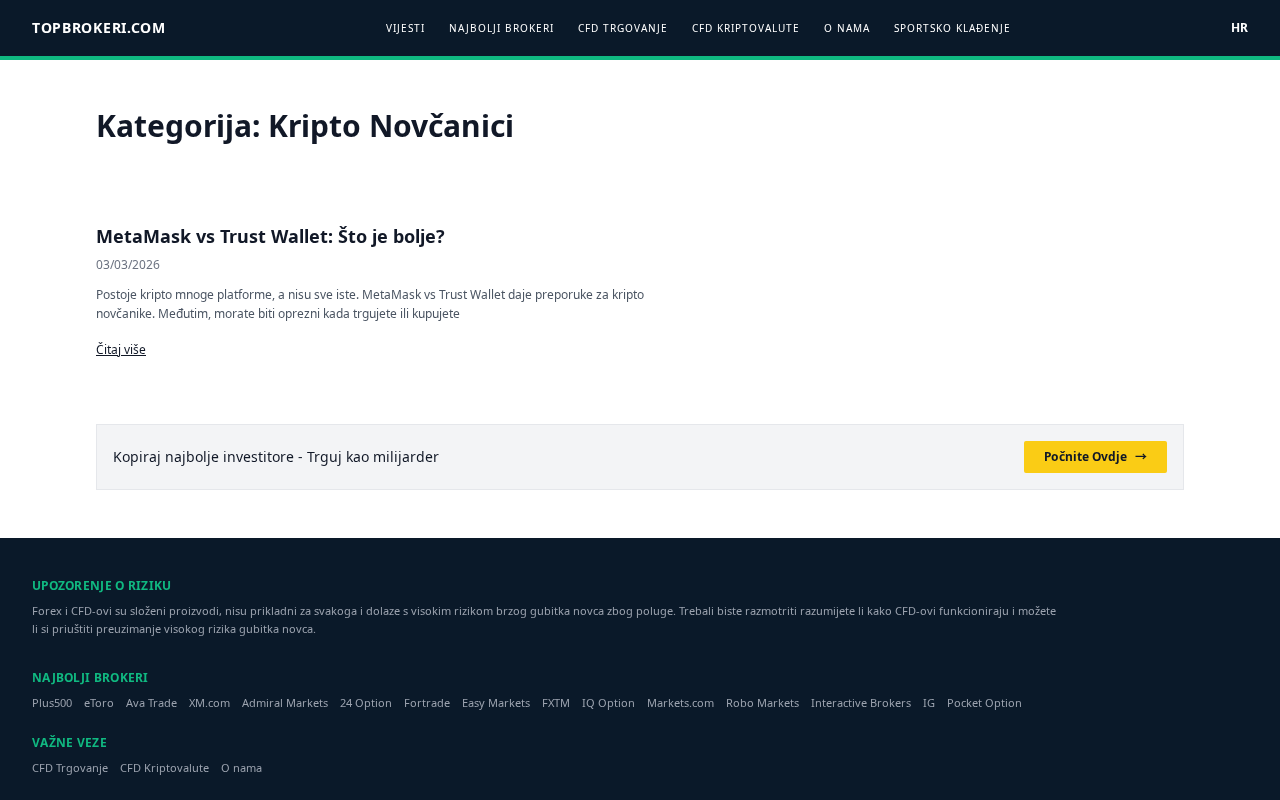 TOPBROKERI.COM
VIJESTI NAJBOLJI BROKERI CFD TRGOVANJE CFD KRIPTOVALUTE O NAMA SPORTSKO KLAĐENJE
HR
Kategorija: Kripto Novčanici
MetaMask vs Trust Wallet: Što je bolje?
03/03/2026
Postoje kripto mnoge platforme, a nisu sve iste. MetaMask vs Trust Wallet daje preporuke za kripto
novčanike. Međutim, morate biti oprezni kada trgujete ili kupujete
Čitaj više
Kopiraj najbolje investitore - Trguj kao milijarder
Počnite Ovdje →
UPOZORENJE O RIZIKU
Forex i CFD-ovi su složeni proizvodi, nisu prikladni za svakoga i dolaze s visokim rizikom brzog gubitka novca zbog poluge. Trebali biste razmotriti razumijete li kako CFD-ovi funkcioniraju i možete
li si priuštiti preuzimanje visokog rizika gubitka novca.
NAJBOLJI BROKERI
Plus500 eToro Ava Trade XM.com Admiral Markets 24 Option Fortrade Easy Markets FXTM IQ Option Markets.com Robo Markets Interactive Brokers IG Pocket Option
VAŽNE VEZE
CFD Trgovanje CFD Kriptovalute O nama